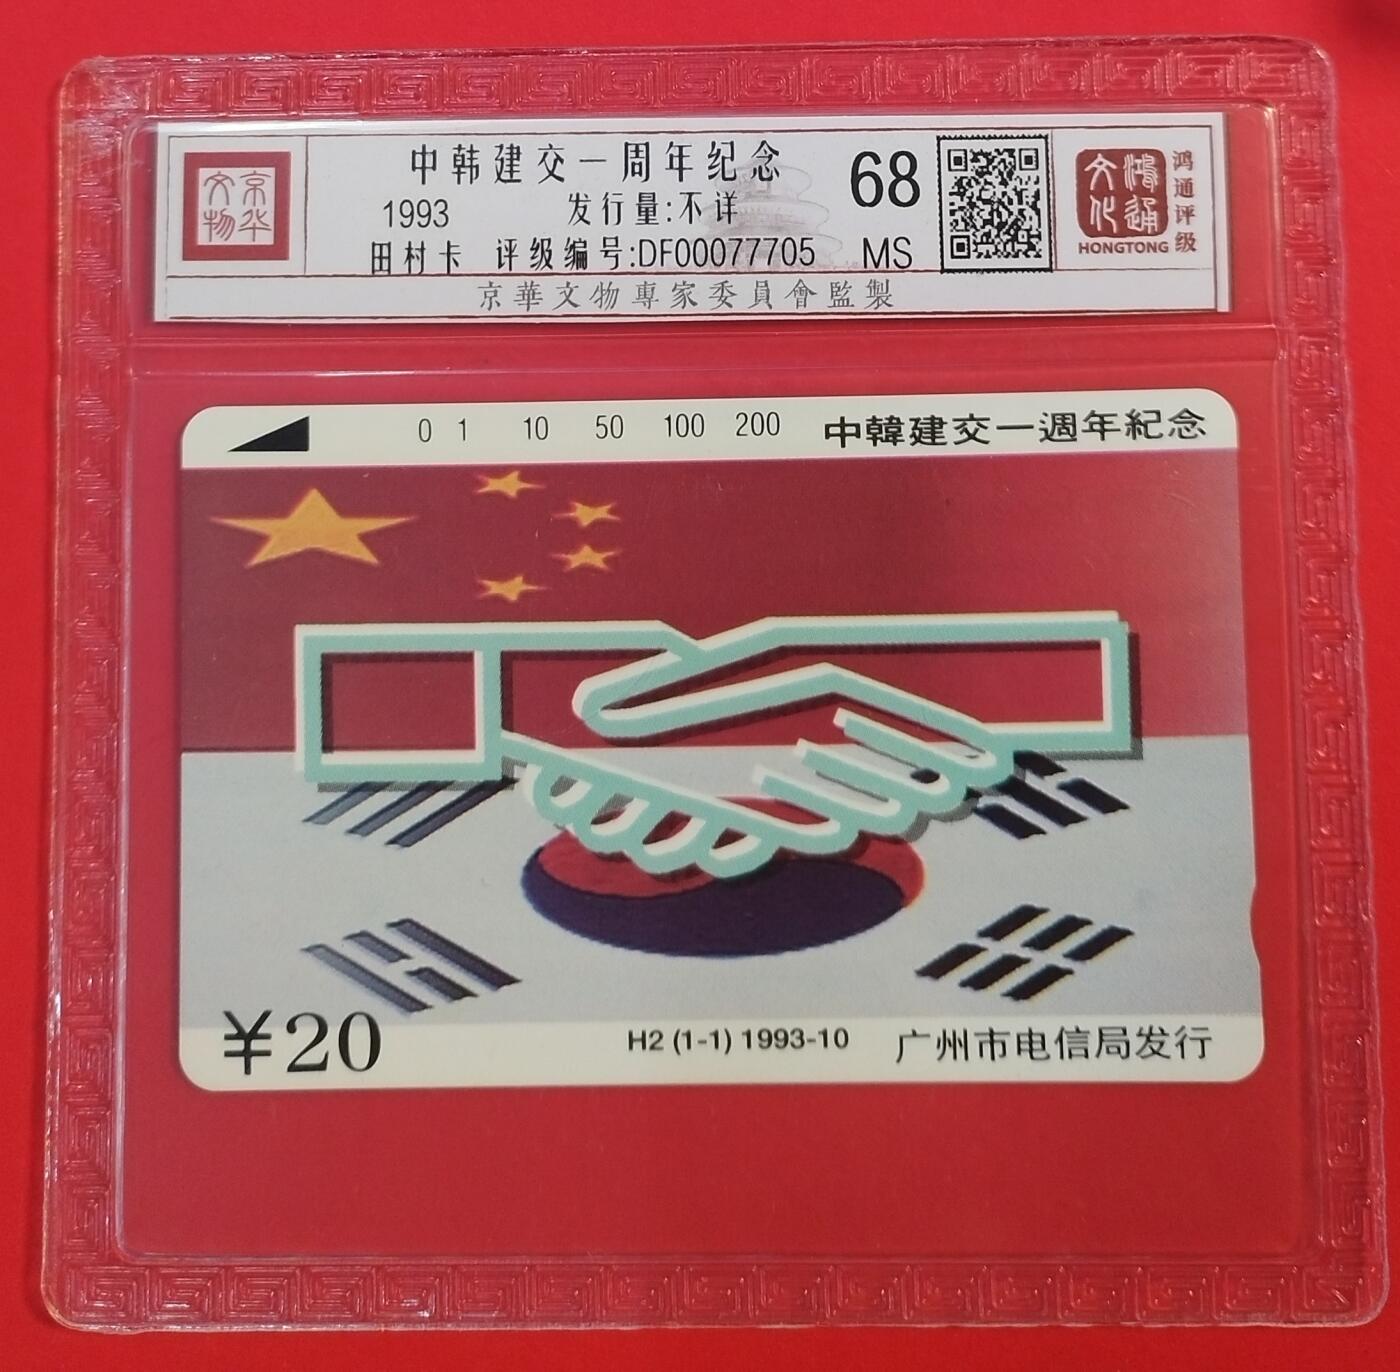 京华
文物
中韩建交一周年纪念
1993 发行量:不详
田村卡 评级编号:DF00077705
68
MS
鸿通
文化
HONGTONG
鸿通评级
京華文物專家委員會監製
0 1 10 50 100 200 中韓建交一週年紀念
¥20 H2 (1-1) 1993-10 广州市电信局发行